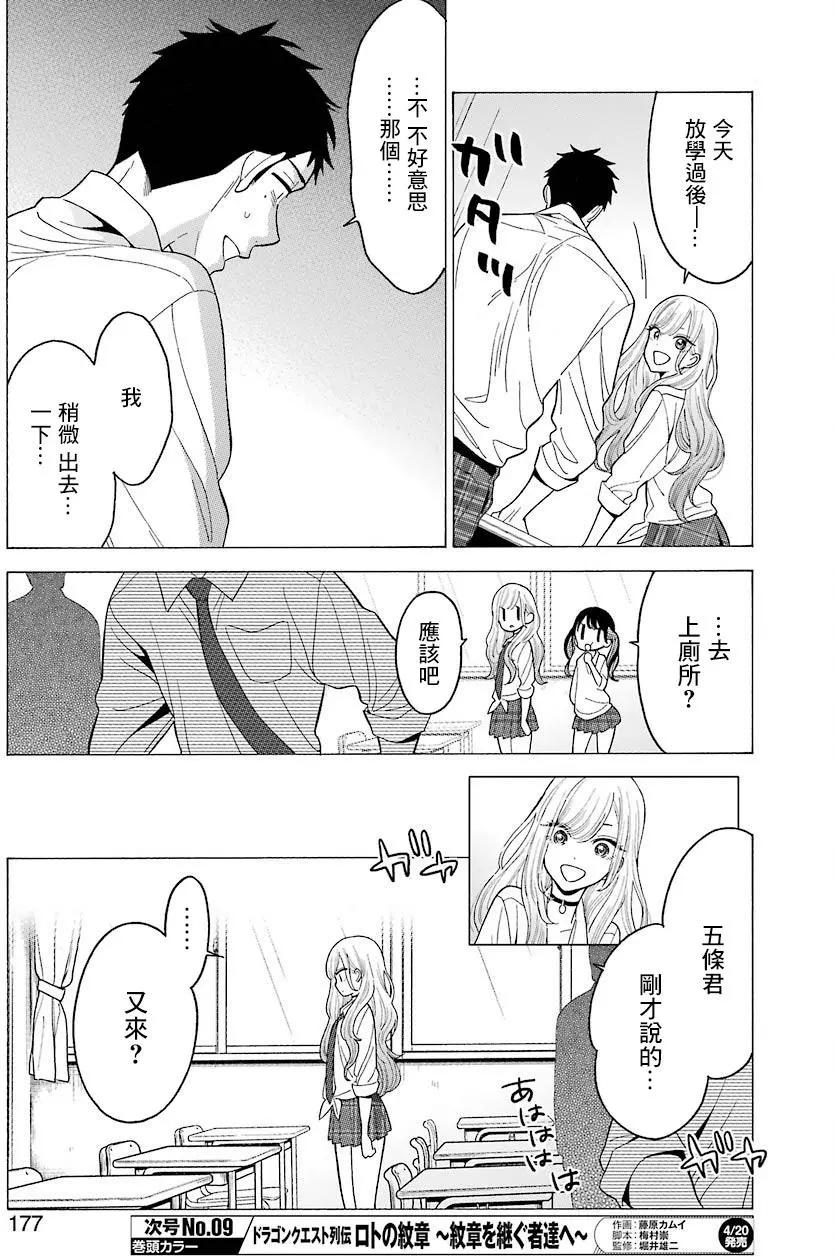 今天
放學過後—…
ガタッ
…不 不好意思
………那個……
我
稍微 出去
一下…
…去
上廁所？
應該吧
五條君
剛才說的…
ガッ
ガッ
……
又來？
あははははは
177
次号No.09
巻頭カラー
ドラゴンクエスト列伝 ロトの紋章 ～紋章を継ぐ者達へ～
作画：藤原カムイ
脚本：梅村崇
監修：堀井雄二
4/20
発売